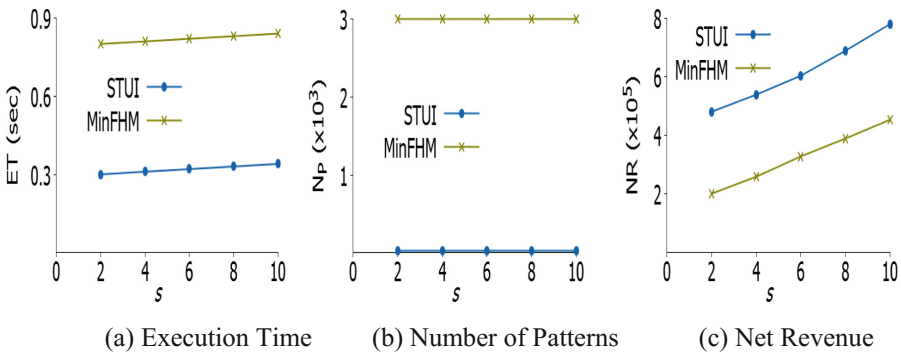 0.9
0.6
0.3
ET (sec)
STUI
MinFHM
0 2 4 6 8 10
s
(a) Execution Time
3
2
1
Np (x10³)
STUI
MinFHM
0 2 4 6 8 10
s
(b) Number of Patterns
8
6
4
2
NR (x10⁵)
STUI
MinFHM
0 2 4 6 8 10
s
(c) Net Revenue